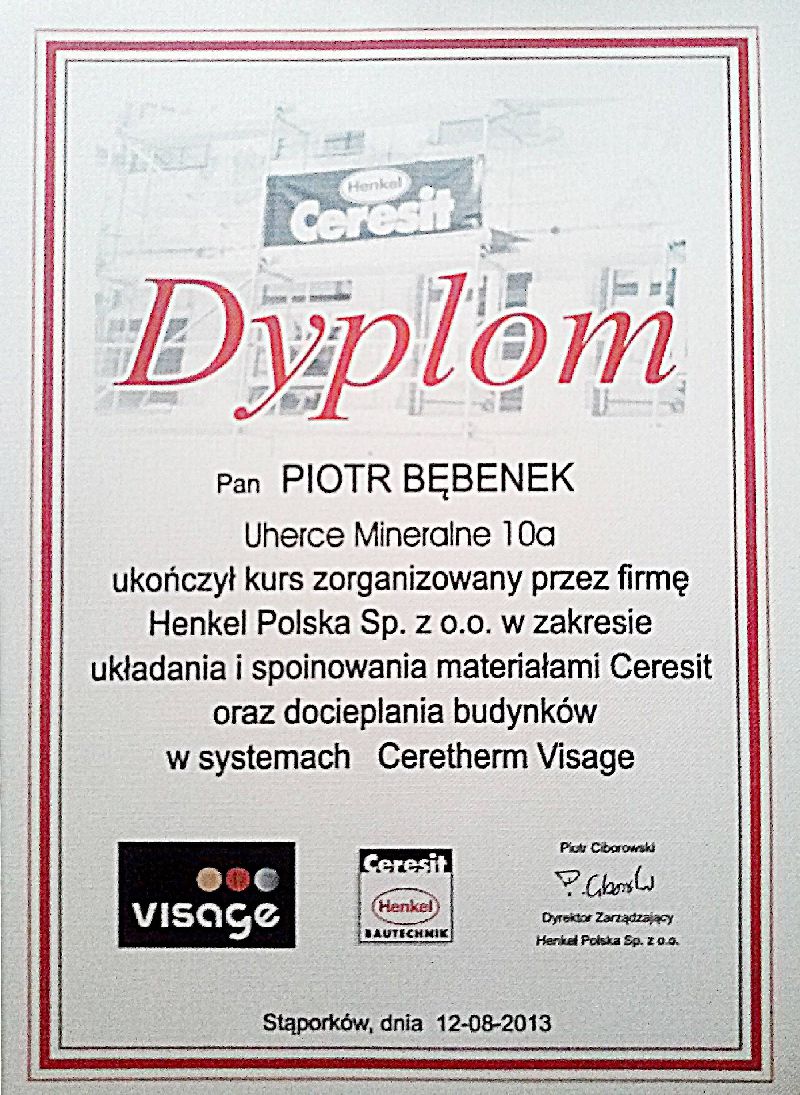 Henkel
Ceresit
Dyplom
Pan PIOTR BĘBENEK
Uherce Mineralne 10a
ukończył kurs zorganizowany przez firmę
Henkel Polska Sp. z o.o. w zakresie
układania i spoinowania materiałami Ceresit
oraz docieplania budynków
w systemach Ceretherm Visage
visage
Ceresit
Henkel
BAUTECHNIK
Piotr Ciborowski
P. Ciborowski
Dyrektor Zarządzający
Henkel Polska Sp. z o.o.
Stąporków, dnia 12-08-2013